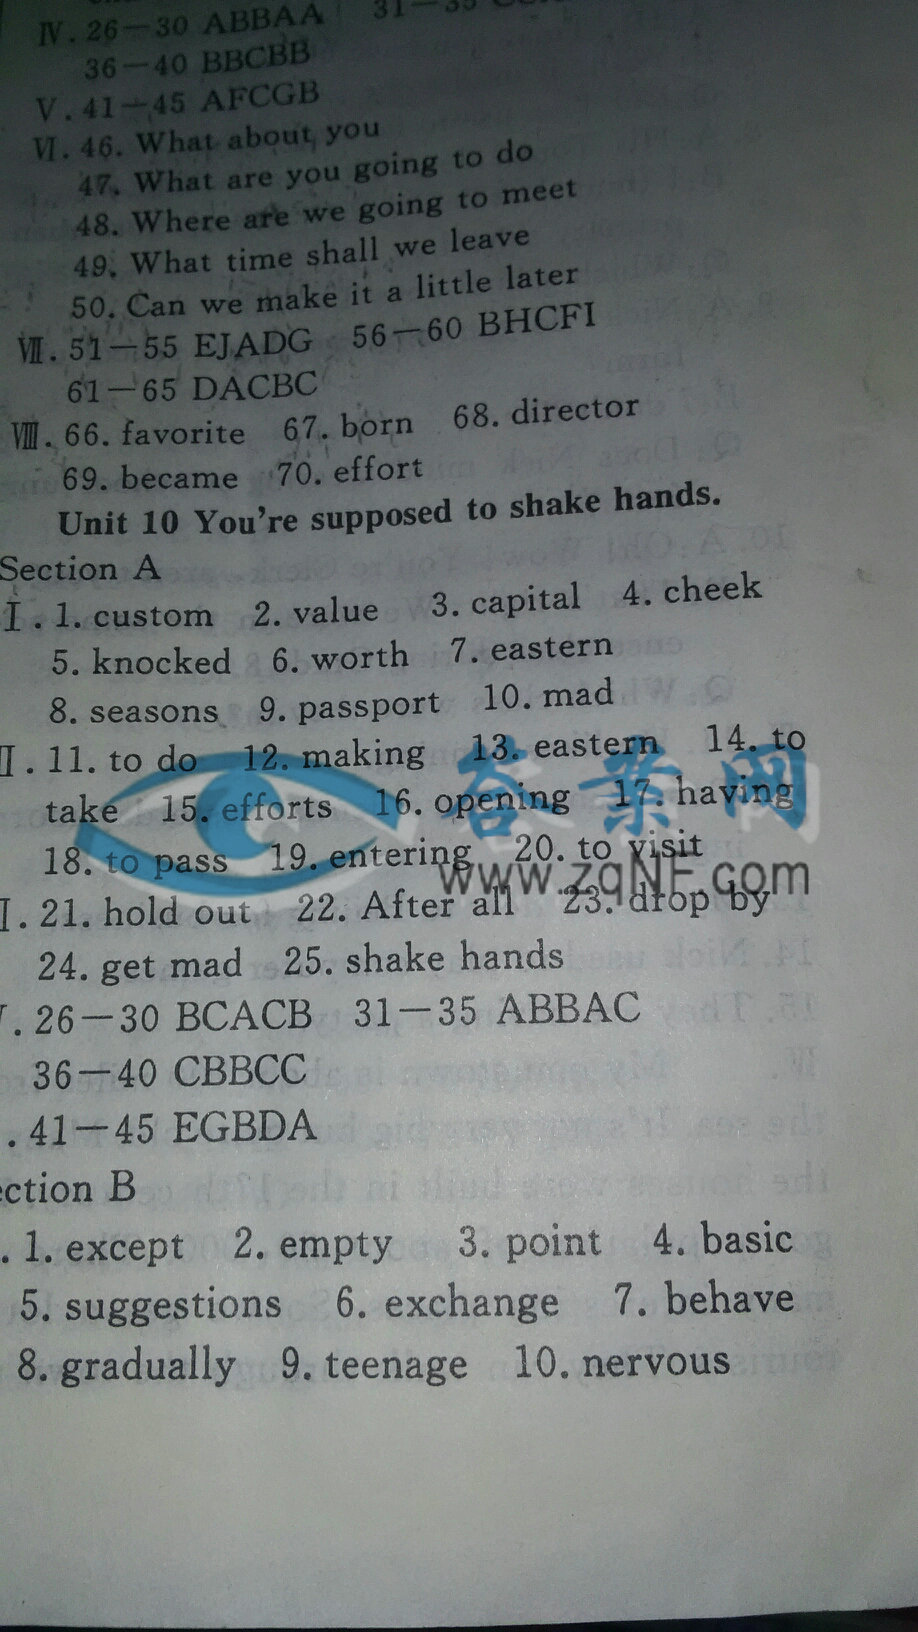 Ⅳ. 26—30 ABBAA 31—35
36—40 BBCBB
Ⅴ. 41—45 AFCGB
Ⅵ. 46. What about you
47. What are you going to do
48. Where are we going to meet
49. What time shall we leave
50. Can we make it a little later
Ⅶ. 51—55 EJADG 56—60 BHCFI
61—65 DACBC
Ⅷ. 66. favorite 67. born 68. director
69. became 70. effort
Unit 10 You're supposed to shake hands.
Section A
Ⅰ. 1. custom 2. value 3. capital 4. cheek
5. knocked 6. worth 7. eastern
8. seasons 9. passport 10. mad
Ⅱ. 11. to do 12. making 13. eastern 14. to
take 15. efforts 16. opening 17. having
18. to pass 19. entering 20. to visit
答案网
www.zqNF.com
Ⅰ. 21. hold out 22. After all 23. drop by
24. get mad 25. shake hands
. 26—30 BCACB 31—35 ABBAC
36—40 CBBCC
. 41—45 EGBDA
ction B
. 1. except 2. empty 3. point 4. basic
5. suggestions 6. exchange 7. behave
8. gradually 9. teenage 10. nervous